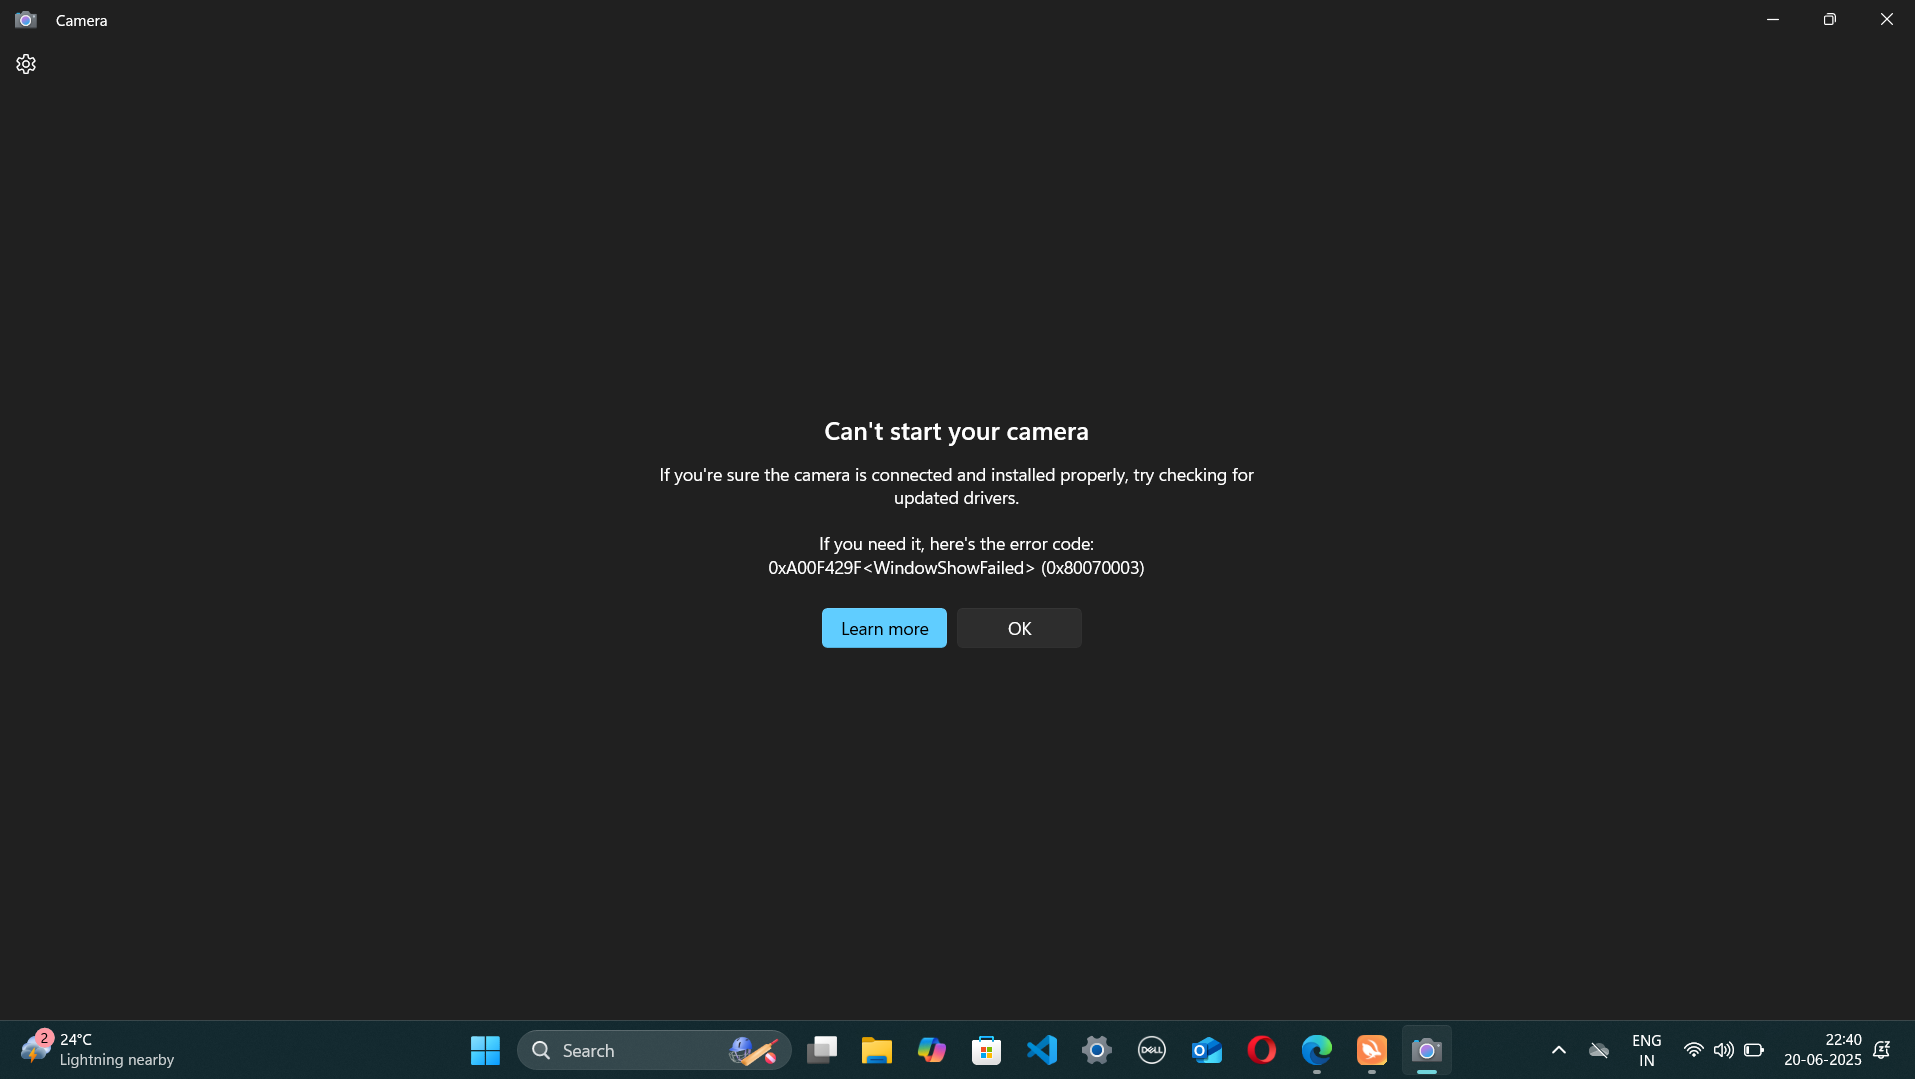 Camera
Can't start your camera
If you're sure the camera is connected and installed properly, try checking for
updated drivers.
If you need it, here's the error code:
0xA00F429F<WindowShowFailed> (0x80070003)
Learn more
OK
2
24°C
Lightning nearby
Search
DELL
ENG
IN
22:40
20-06-2025